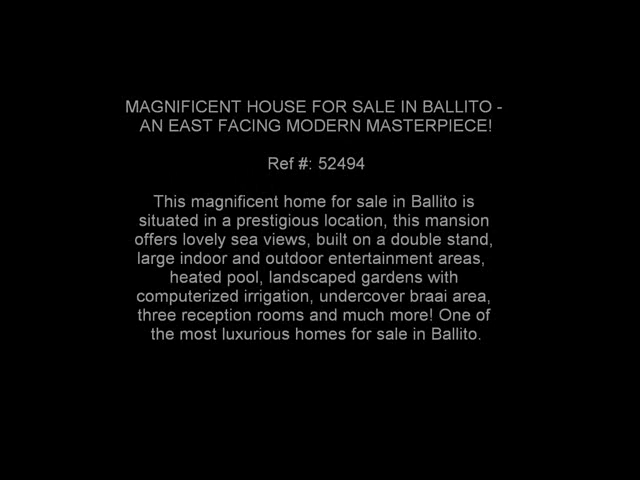 MAGNIFICENT HOUSE FOR SALE IN BALLITO -
AN EAST FACING MODERN MASTERPIECE!
Ref #: 52494
This magnificent home for sale in Ballito is
situated in a prestigious location, this mansion
offers lovely sea views, built on a double stand,
large indoor and outdoor entertainment areas,
heated pool, landscaped gardens with
computerized irrigation, undercover braai area,
three reception rooms and much more! One of
the most luxurious homes for sale in Ballito.